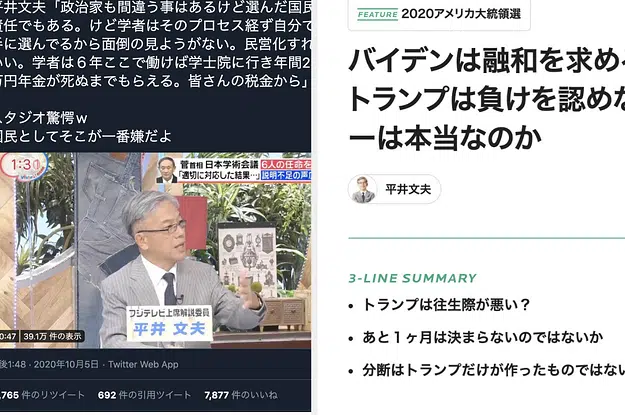 平井文夫「政治家も間違う事はあるけど選んだ国民
責任でもある。けど学者はそのプロセス経ず自分で
手に選んでるから面倒の見ようがない。民営化すれ
いい。学者は６年ここで働けば学士院に行き年間2
万円年金が死ぬまでもらえる。皆さんの税金から」
スタジオ驚愕ｗ
国民としてそこが一番嫌だよ
1:30
菅首相 日本学術会議
6人の任命を
「適切に対応した結果…」
説明不足の声
フジテレビ上席解説委員
平井 文夫
0:47
39.1万 件の表示
後1:48 · 2020年10月5日 · Twitter Web App
,765 件のリツイート 692 件の引用ツイート 7,877 件のいいね
FEATURE 2020アメリカ大統領選
バイデンは融和を求め
トランプは負けを認めな
ーは本当なのか
平井文夫
3-LINE SUMMARY
• トランプは往生際が悪い？
• あと１ヶ月は決まらないのではないか
• 分断はトランプだけが作ったものではない